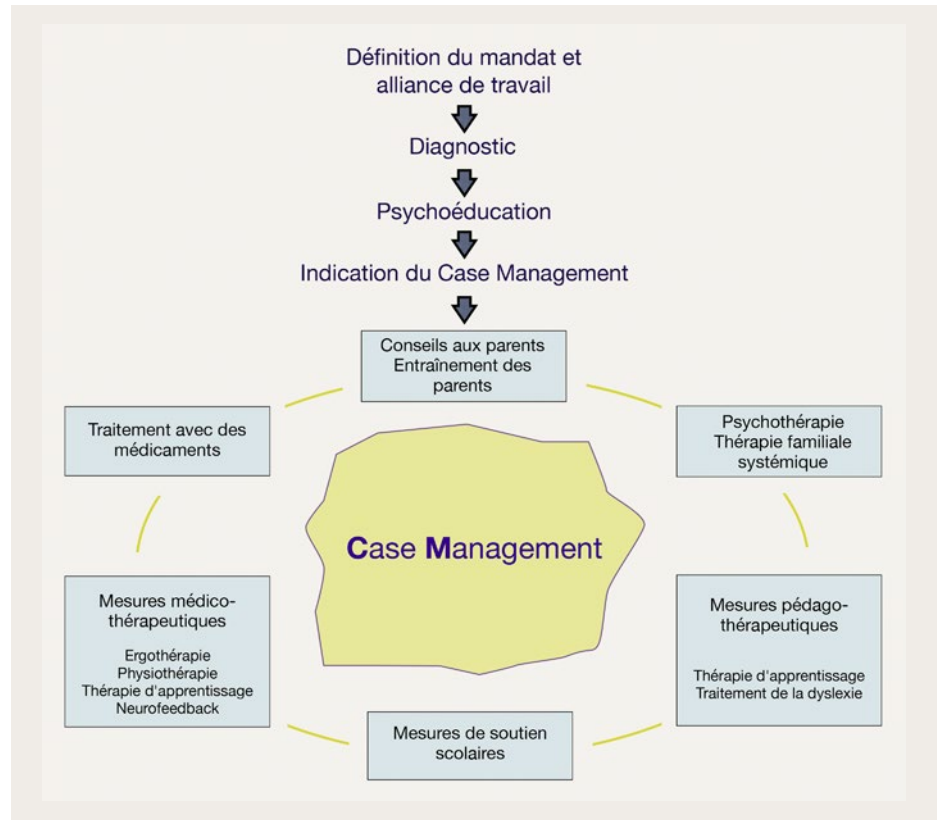 Définition du mandat et
alliance de travail
Diagnostic
Psychoéducation
Indication du Case Management
Conseils aux parents
Entraînement des
parents
Traitement avec des
médicaments
Psychothérapie
Thérapie familiale
systémique
Case Management
Mesures médico-
thérapeutiques
Ergothérapie
Physiothérapie
Thérapie d'apprentissage
Neurofeedback
Mesures pédago-
thérapeutiques
Thérapie d'apprentissage
Traitement de la dyslexie
Mesures de soutien
scolaires